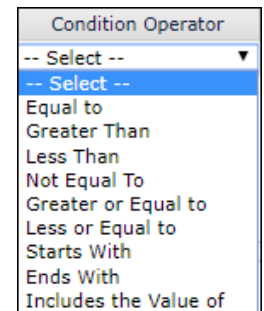 Condition Operator
-- Select --
-- Select --
Equal to
Greater Than
Less Than
Not Equal To
Greater or Equal to
Less or Equal to
Starts With
Ends With
Includes the Value of